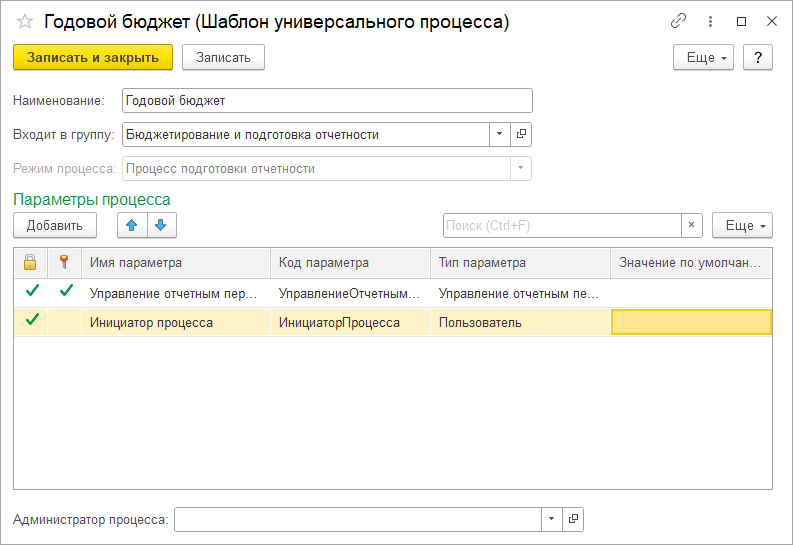 Годовой бюджет (Шаблон универсального процесса)
Записать и закрыть Записать Еще ?
Наименование: Годовой бюджет
Входит в группу: Бюджетирование и подготовка отчетности
Режим процесса: Процесс подготовки отчетности
Параметры процесса
Добавить Поиск (Ctrl+F) × Еще
Имя параметра Код параметра Тип параметра Значение по умолчан...
Управление отчетным пер... УправлениеОтчетным... Управление отчетным пе...
Инициатор процесса ИнициаторПроцесса Пользователь
Администратор процесса: